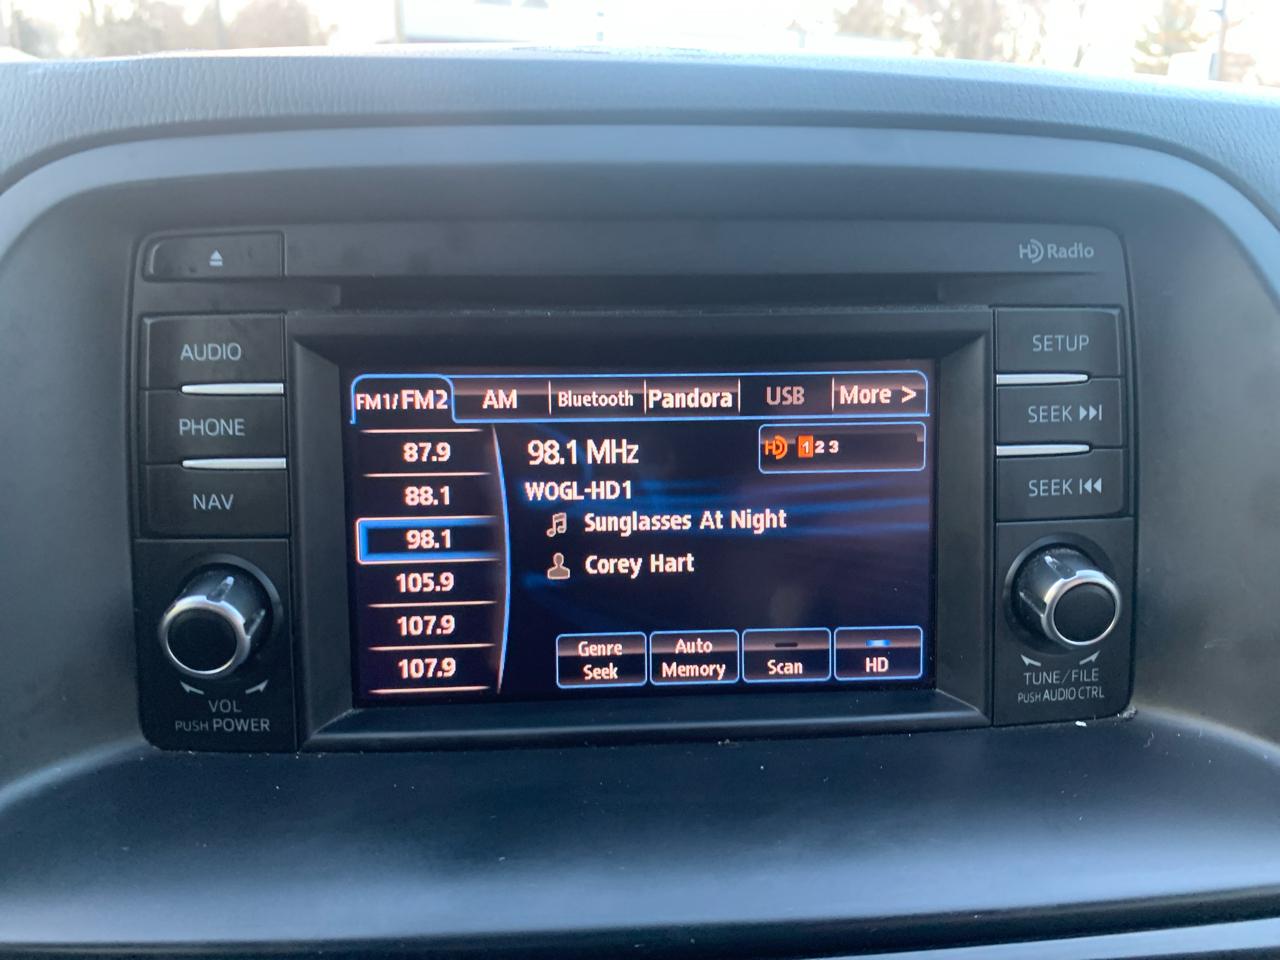 HD Radio
AUDIO
PHONE
NAV
VOL
PUSH POWER
FM1/FM2 AM Bluetooth Pandora USB More >
87.9
88.1
98.1
105.9
107.9
107.9
98.1 MHz
HD 1 2 3
WOGL-HD1
Sunglasses At Night
Corey Hart
Genre Seek
Auto Memory
Scan
HD
SETUP
SEEK
SEEK
TUNE/FILE
PUSH AUDIO CTRL